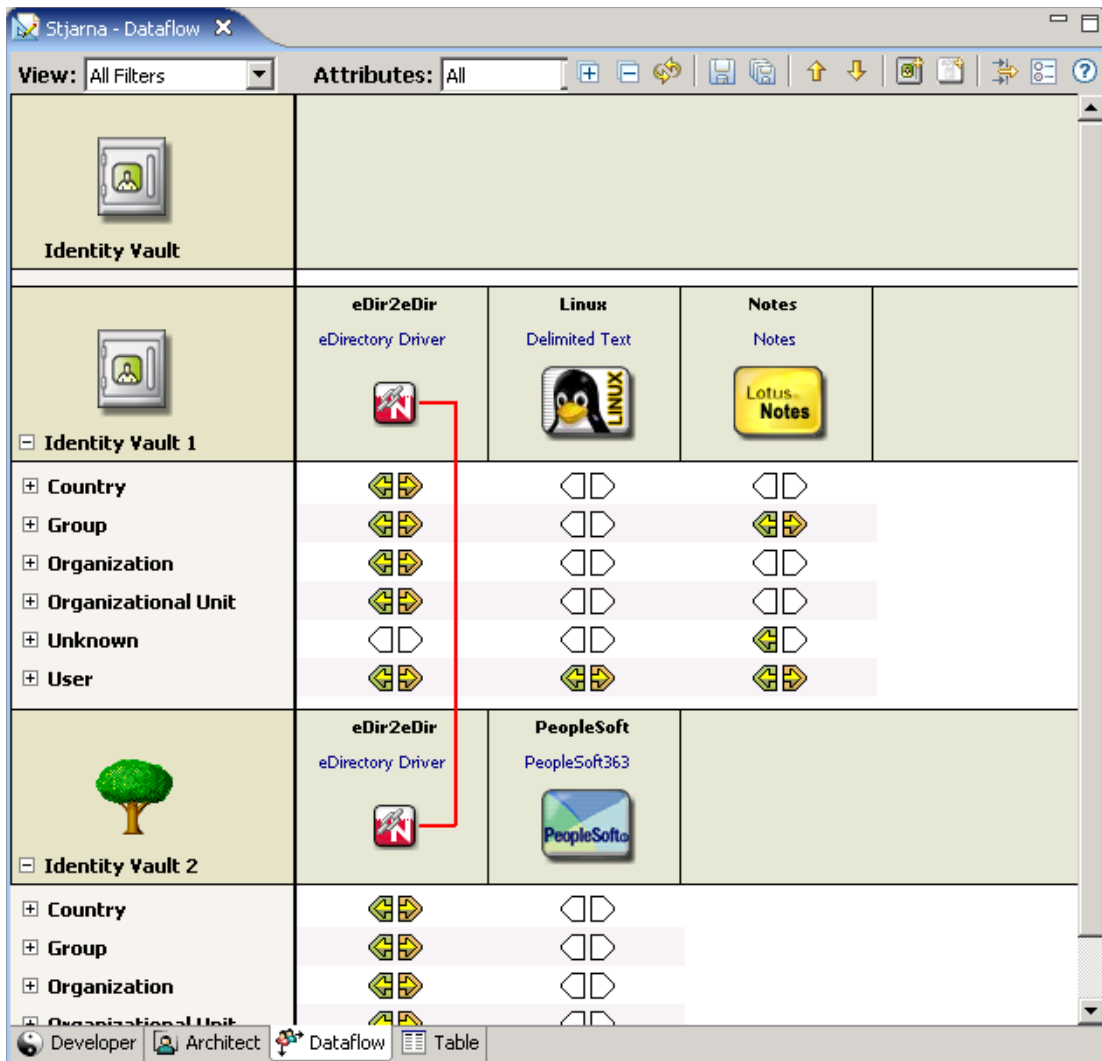 Stjarna - Dataflow
View: All Filters Attributes: All
Identity Vault
eDir2eDir Linux Notes
eDirectory Driver Delimited Text Notes
LINUX
Lotus
Notes
Identity Vault 1
Country
Group
Organization
Organizational Unit
Unknown
User
eDir2eDir PeopleSoft
eDirectory Driver PeopleSoft363
N
PeopleSoft
Identity Vault 2
Country
Group
Organization
Organizational Unit
Developer Architect Dataflow Table